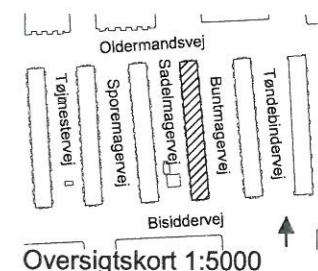 Oldermandsvej
Tøjmestervej
Sporemagervej
Sadelmagervej
Buntmagervej
Tøndebindervej
Bisiddervej
Oversigtskort 1:5000